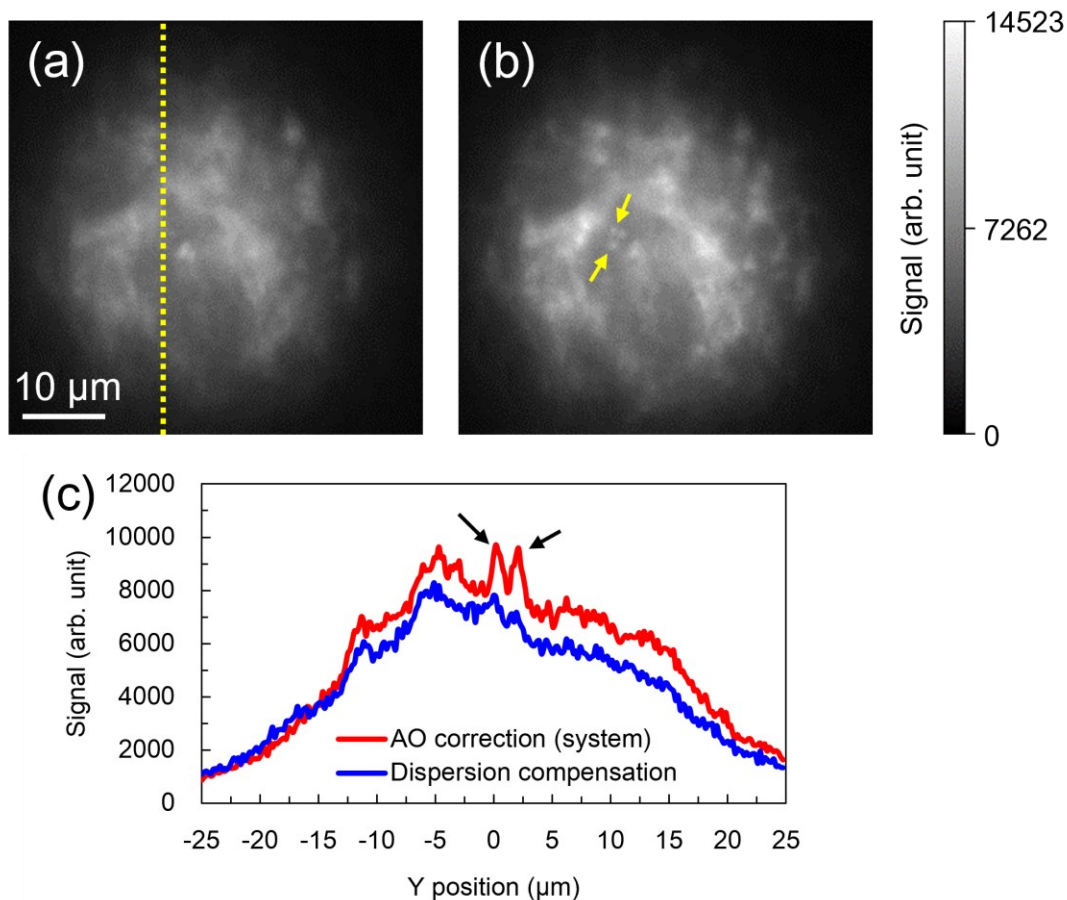 (a)
(b)
10 µm
14523
7262
0
Signal (arb. unit)
(c)
12000
10000
8000
6000
4000
2000
0
Signal (arb. unit)
AO correction (system)
Dispersion compensation
-25 -20 -15 -10 -5 0 5 10 15 20 25
Y position (µm)